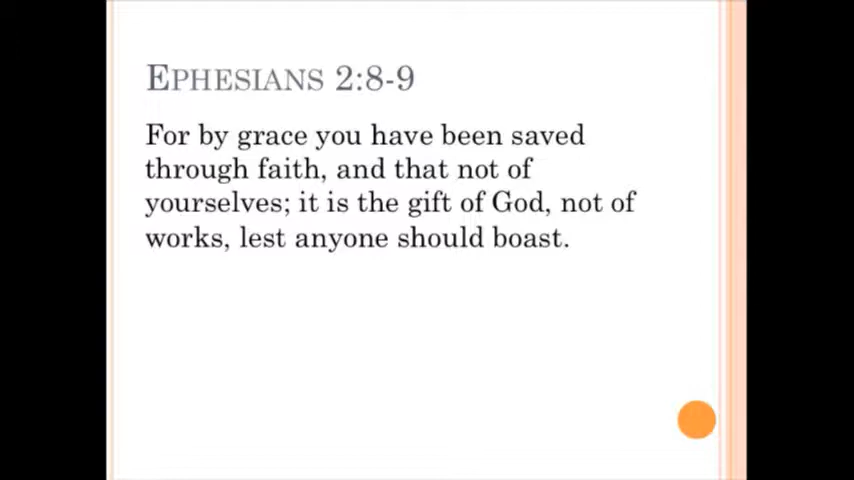 EPHESIANS 2:8-9
For by grace you have been saved
through faith, and that not of
yourselves; it is the gift of God, not of
works, lest anyone should boast.